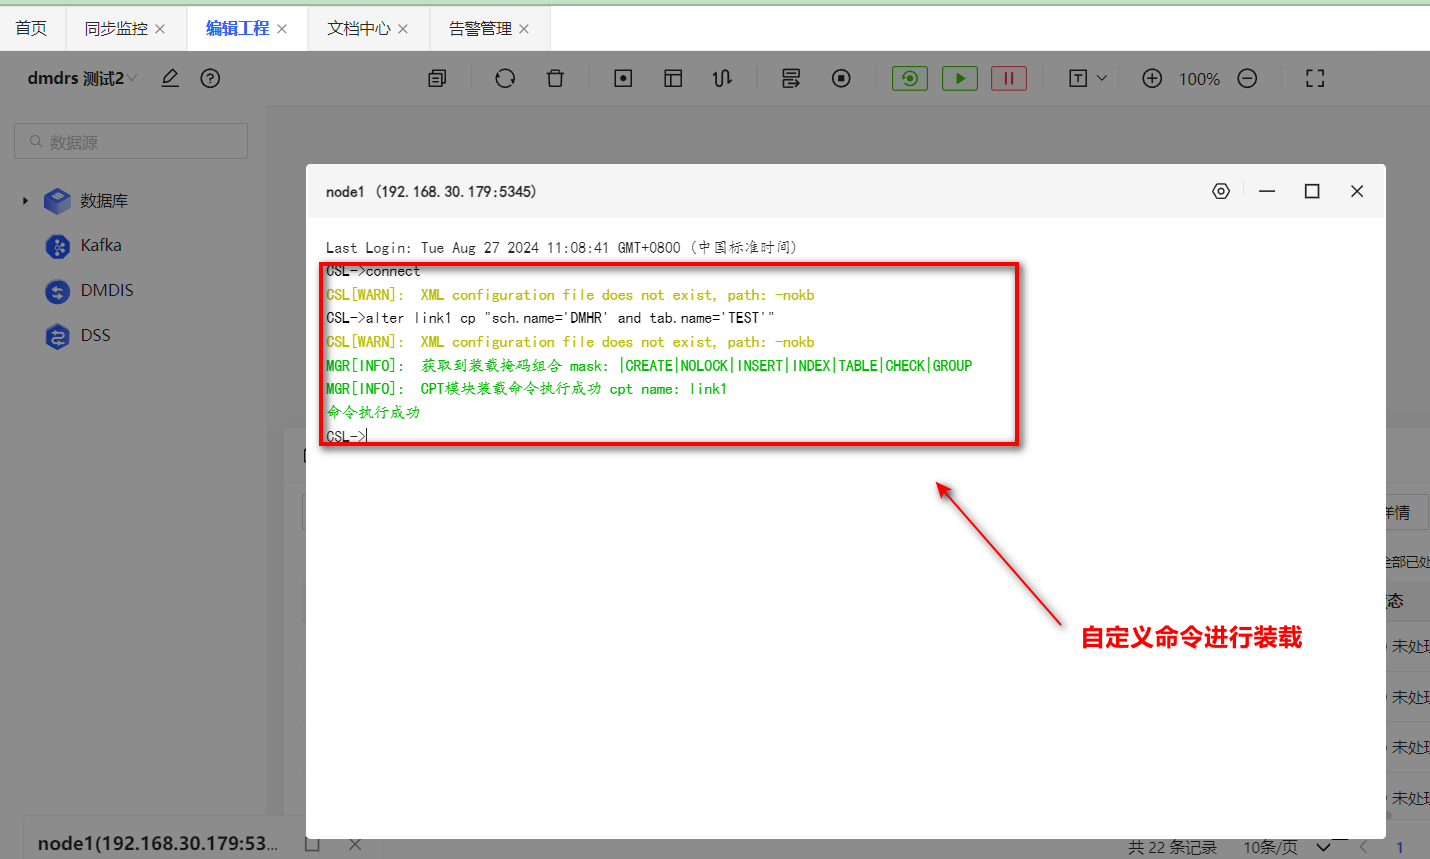 首页 同步监控 编辑工程 文档中心 告警管理
dmdrs 测试2 100%
数据源
数据库
Kafka
DMDIS
DSS
node1 (192.168.30.179:5345)
Last Login: Tue Aug 27 2024 11:08:41 GMT+0800 (中国标准时间)
CSL->connect
CSL[WARN]: XML configuration file does not exist, path: -nokb
CSL->alter link1 cp "sch.name='DMHR' and tab.name='TEST'"
CSL[WARN]: XML configuration file does not exist, path: -nokb
MGR[INFO]: 获取到装载掩码组合 mask: |CREATE|NOLOCK|INSERT|INDEX|TABLE|CHECK|GROUP
MGR[INFO]: CPT模块装载命令执行成功 cpt name: link1
命令执行成功
CSL->
自定义命令进行装载
详情
全部已处
状态
未处理
未处理
未处理
未处理
node1(192.168.30.179:53...
共 22 条记录 10条/页 1